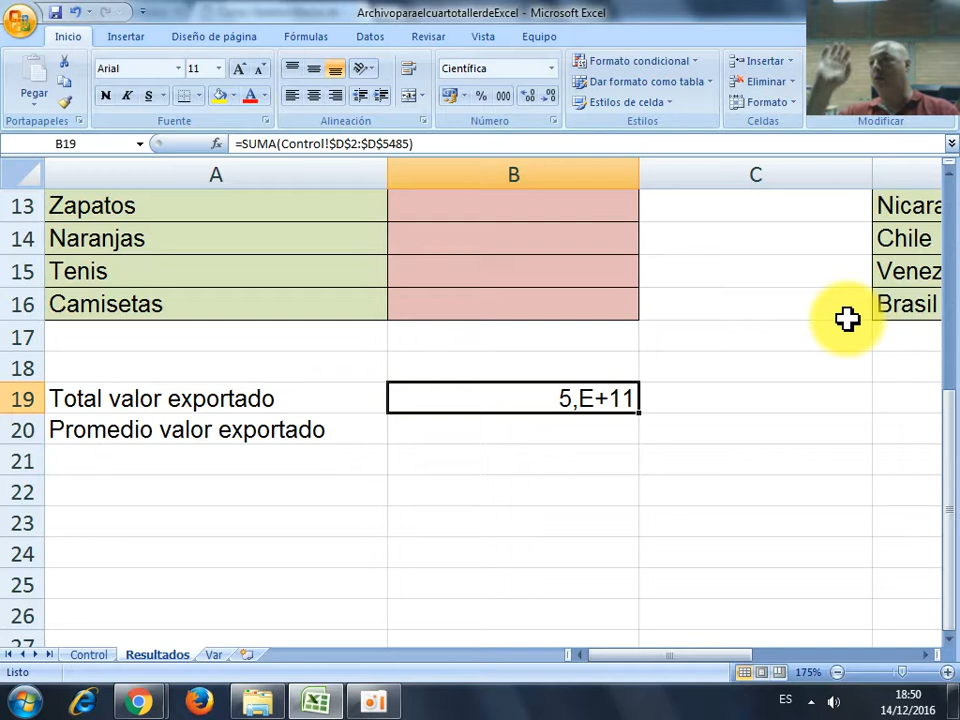 ArchivoparaelcuartotallerdeExcel - Microsoft Excel
Inicio Insertar Diseño de página Fórmulas Datos Revisar Vista Equipo
Pegar
Arial 11
Científica
Formato condicional
Insertar
N K S
% 000
Dar formato como tabla
Eliminar
Estilos de celda
Formato
Portapapeles Fuente Alineación Número Estilos Celdas Modificar
B19 fx =SUMA(Control!$D$2:$D$5485)
A B C
13 Zapatos Nicara
14 Naranjas Chile
15 Tenis Venez
16 Camisetas Brasil
17
18
19 Total valor exportado 5,E+11
20 Promedio valor exportado
21
22
23
24
25
26
27
Control Resultados Var
Listo 175%
ES 18:50
14/12/2016